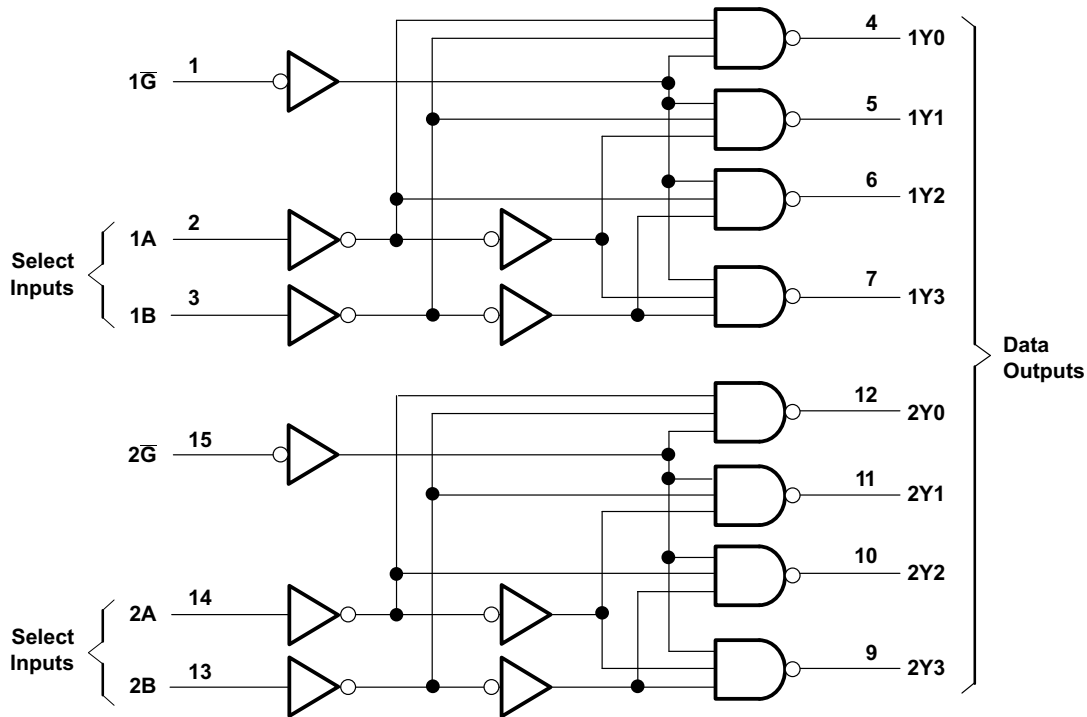 4
1Y0
1G̅ 1
5
1Y1
6
1Y2
Select
Inputs
1A 2
1B 3
7
1Y3
Data
Outputs
12
2Y0
2G̅ 15
11
2Y1
10
2Y2
Select
Inputs
2A 14
2B 13
9
2Y3